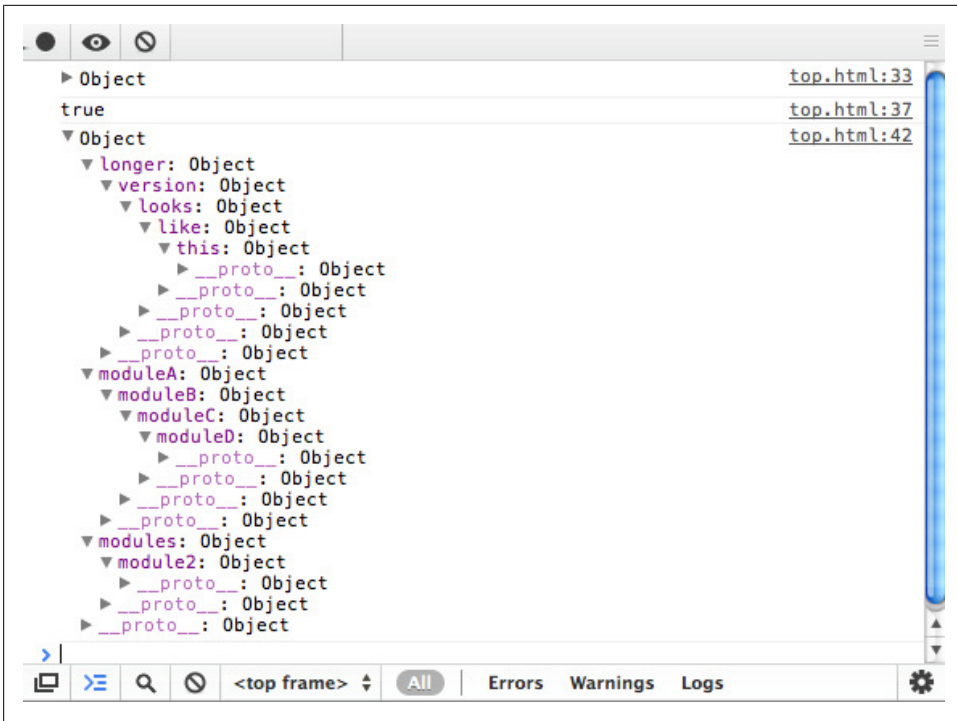 Object top.html:33
true top.html:37
Object top.html:42
longer: Object
version: Object
looks: Object
like: Object
this: Object
__proto__: Object
__proto__: Object
__proto__: Object
__proto__: Object
__proto__: Object
moduleA: Object
moduleB: Object
moduleC: Object
moduleD: Object
__proto__: Object
__proto__: Object
__proto__: Object
__proto__: Object
modules: Object
module2: Object
__proto__: Object
__proto__: Object
__proto__: Object
>
<top frame> All Errors Warnings Logs